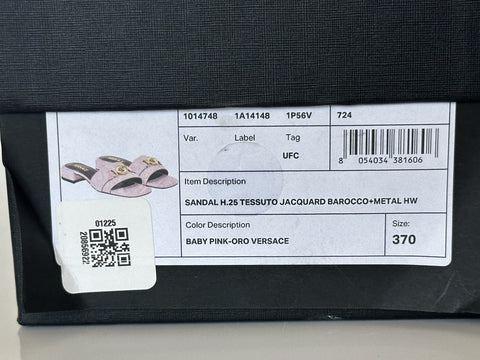 1014748 1A14148 1P56V 724
Var. Label Tag
UFC
8 054034 381606
Item Description
SANDAL H.25 TESSUTO JACQUARD BAROCCO+METAL HW
Color Description Size:
BABY PINK-ORO VERSACE 370
01225